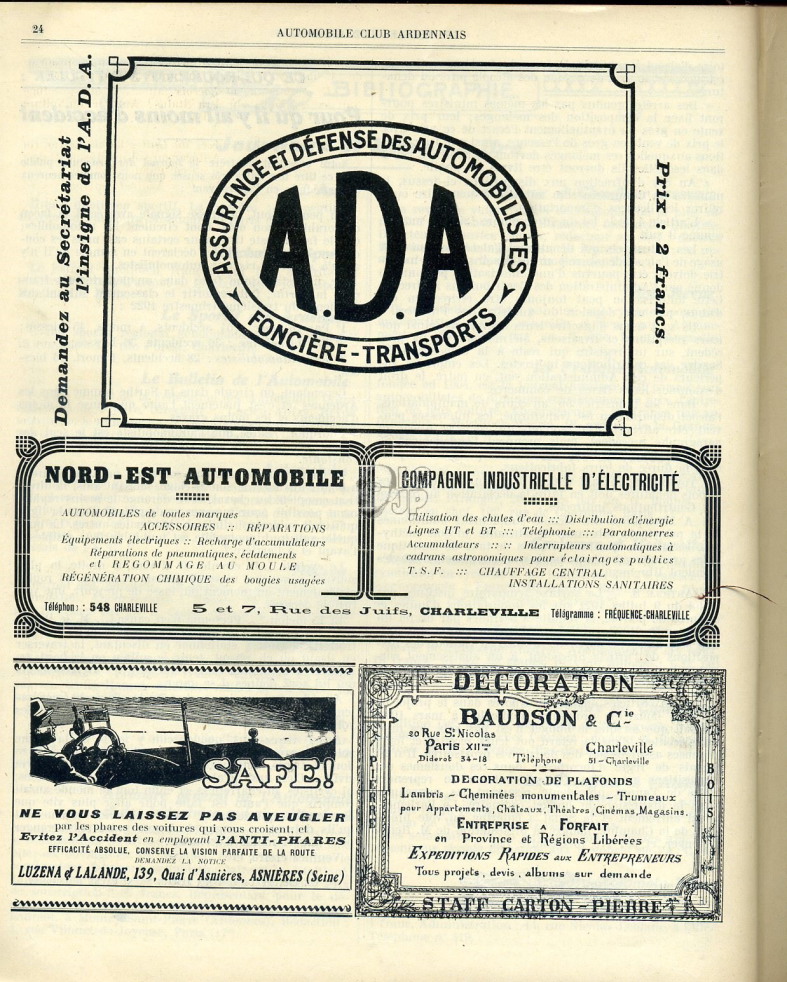 24
AUTOMOBILE CLUB ARDENNAIS
Demandez au Secrétariat
l'insigne de l'A.D.A.
ASSURANCE ET DÉFENSE DES AUTOMOBILISTES
A.D.A
FONCIÈRE - TRANSPORTS
Prix : 2 francs.
NORD-EST AUTOMOBILE
AUTOMOBILES de toutes marques
ACCESSOIRES :: RÉPARATIONS
Équipements électriques :: Recharge d'accumulateurs
Réparations de pneumatiques, éclatements
et REGOMMAGE AU MOULE
RÉGÉNÉRATION CHIMIQUE des bougies usagées
COMPAGNIE INDUSTRIELLE D'ÉLECTRICITÉ
Utilisation des chutes d'eau ::: Distribution d'énergie
Lignes HT et BT ::: Téléphonie ::: Paratonnerres
Accumulateurs :: :: Interrupteurs automatiques à
cadrans astronomiques pour éclairages publics
T.S.F. ::: CHAUFFAGE CENTRAL
INSTALLATIONS SANITAIRES
Téléphone : 548 CHARLEVILLE 5 et 7, Rue des Juifs, CHARLEVILLE Télégramme : FRÉQUENCE-CHARLEVILLE
SAFE!
NE VOUS LAISSEZ PAS AVEUGLER
par les phares des voitures qui vous croisent, et
Evitez l'Accident en employant l'ANTI-PHARES
EFFICACITÉ ABSOLUE, CONSERVE LA VISION PARFAITE DE LA ROUTE
DEMANDEZ LA NOTICE
LUZENA & LALANDE, 139, Quai d'Asnières, ASNIÈRES (Seine)
DECORATION
BAUDSON & Cie
20 Rue St Nicolas
Paris XIIme Charleville
Diderot 34-18 Téléphone 51-Charleville
PIERRE
BOIS
DECORATION DE PLAFONDS
Lambris - Cheminées monumentales - Trumeaux
pour Appartements, Châteaux, Théatres, Cinémas, Magasins,
ENTREPRISE A FORFAIT
en Province et Régions Libérées
EXPEDITIONS RAPIDES aux ENTREPRENEURS
Tous projets, devis, albums sur demande
STAFF CARTON-PIERRE